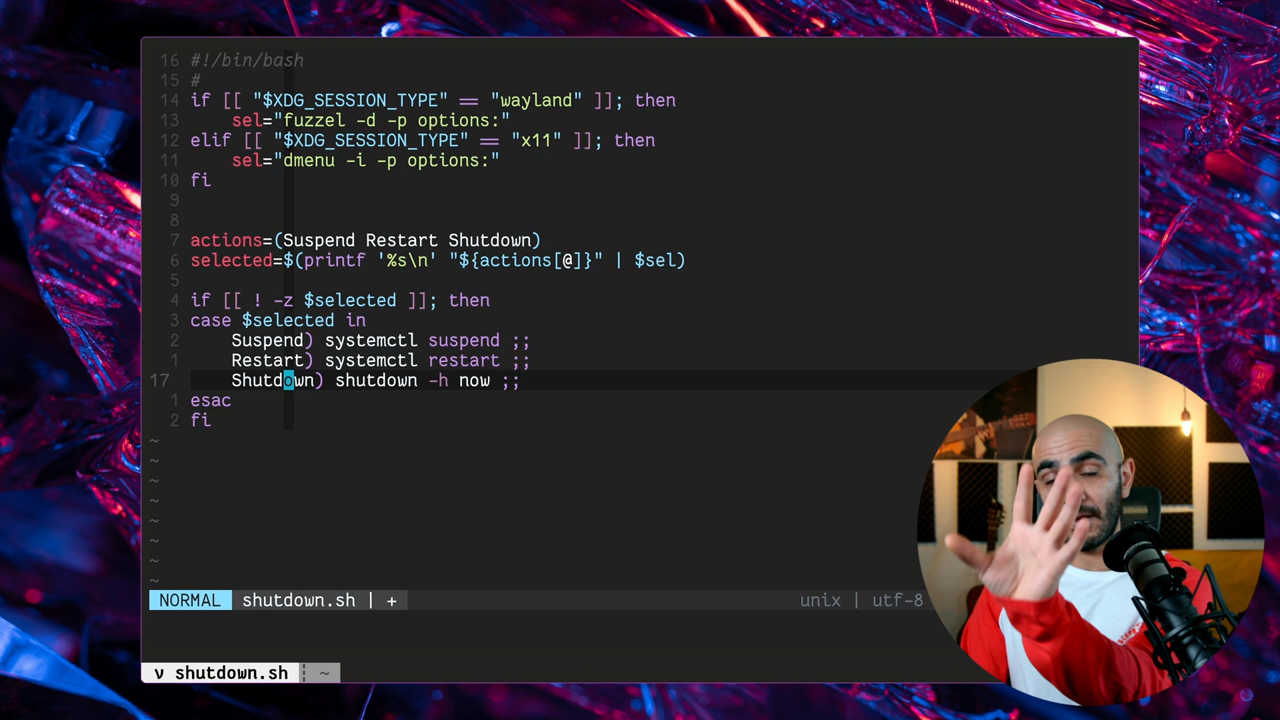 16 #!/bin/bash
15 #
14 if [[ "$XDG_SESSION_TYPE" == "wayland" ]]; then
13     sel="fuzzel -d -p options:"
12 elif [[ "$XDG_SESSION_TYPE" == "x11" ]]; then
11     sel="dmenu -i -p options:"
10 fi
9
8
7 actions=(Suspend Restart Shutdown)
6 selected=$(printf '%s\n' "${actions[@]}" | $sel)
5
4 if [[ ! -z $selected ]]; then
3 case $selected in
2     Suspend) systemctl suspend ;;
1     Restart) systemctl restart ;;
17     Shutdown) shutdown -h now ;;
1 esac
2 fi
~
~
~
~
~
~
~
~
NORMAL shutdown.sh | + unix | utf-8
ν shutdown.sh ~